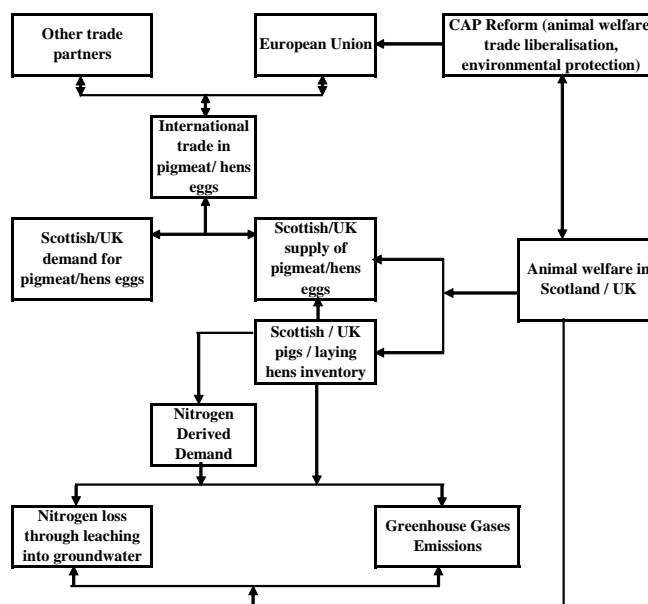 Other trade
partners
European Union
CAP Reform (animal welfare,
trade liberalisation,
environmental protection)
International
trade in
pigmeat/ hens
eggs
Scottish/UK
demand for
pigmeat/hens eggs
Scottish/UK
supply of
pigmeat/hens
eggs
Animal welfare in
Scotland / UK
Scottish / UK
pigs / laying
hens inventory
Nitrogen
Derived
Demand
Nitrogen loss
through leaching
into groundwater
Greenhouse Gases
Emissions